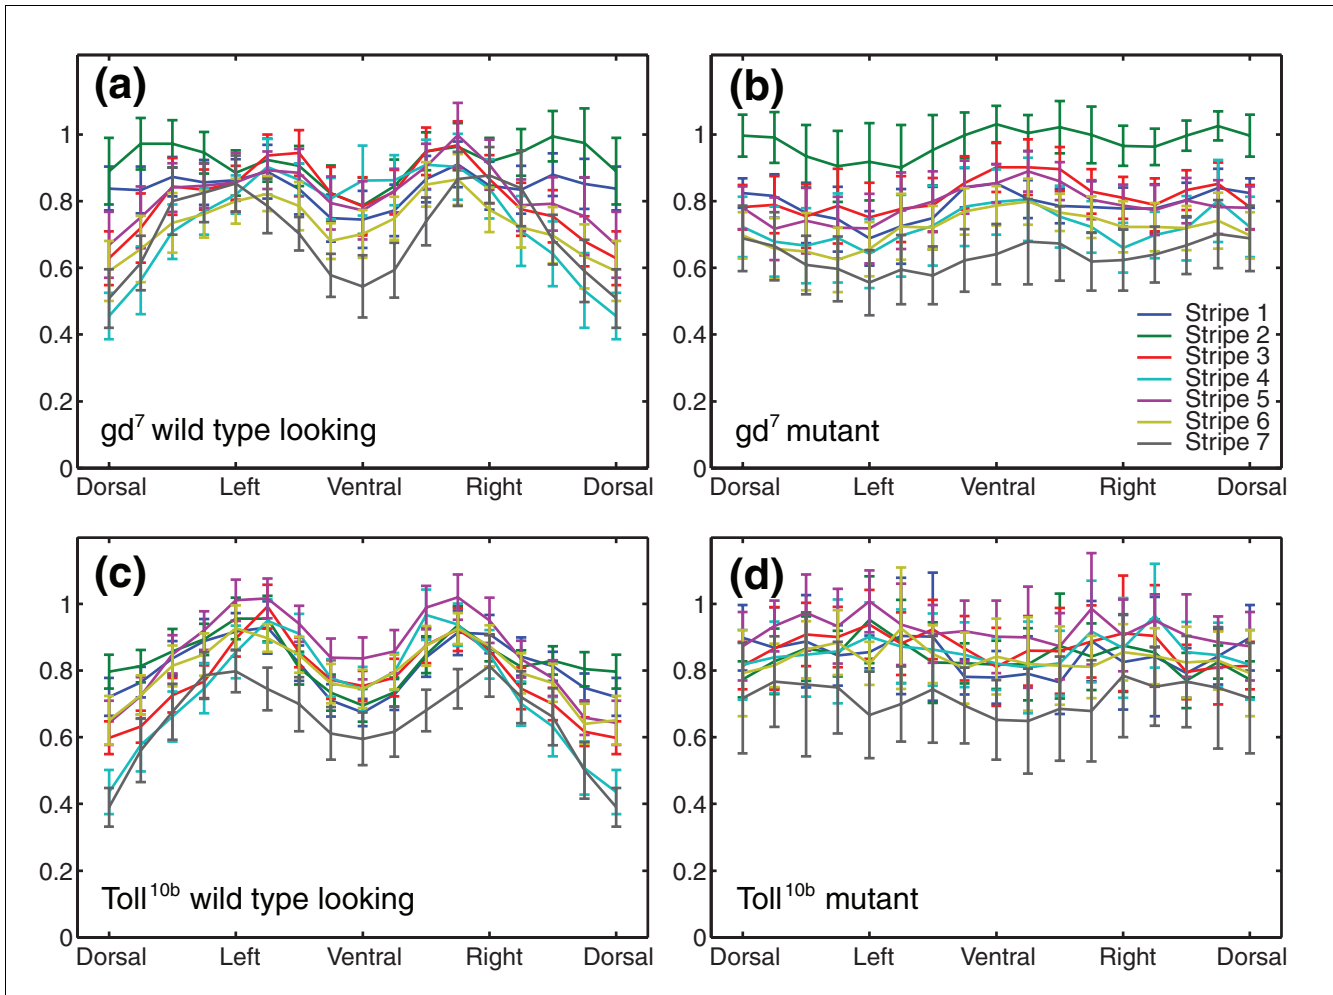 (a)
1
0.8
0.6
0.4
0.2
0
gd7 wild type looking
Dorsal Left Ventral Right Dorsal
(b)
1
0.8
0.6
0.4
0.2
0
Stripe 1
Stripe 2
Stripe 3
Stripe 4
Stripe 5
Stripe 6
Stripe 7
gd7 mutant
Dorsal Left Ventral Right Dorsal
(c)
1
0.8
0.6
0.4
0.2
0
Toll10b wild type looking
Dorsal Left Ventral Right Dorsal
(d)
1
0.8
0.6
0.4
0.2
0
Toll10b mutant
Dorsal Left Ventral Right Dorsal